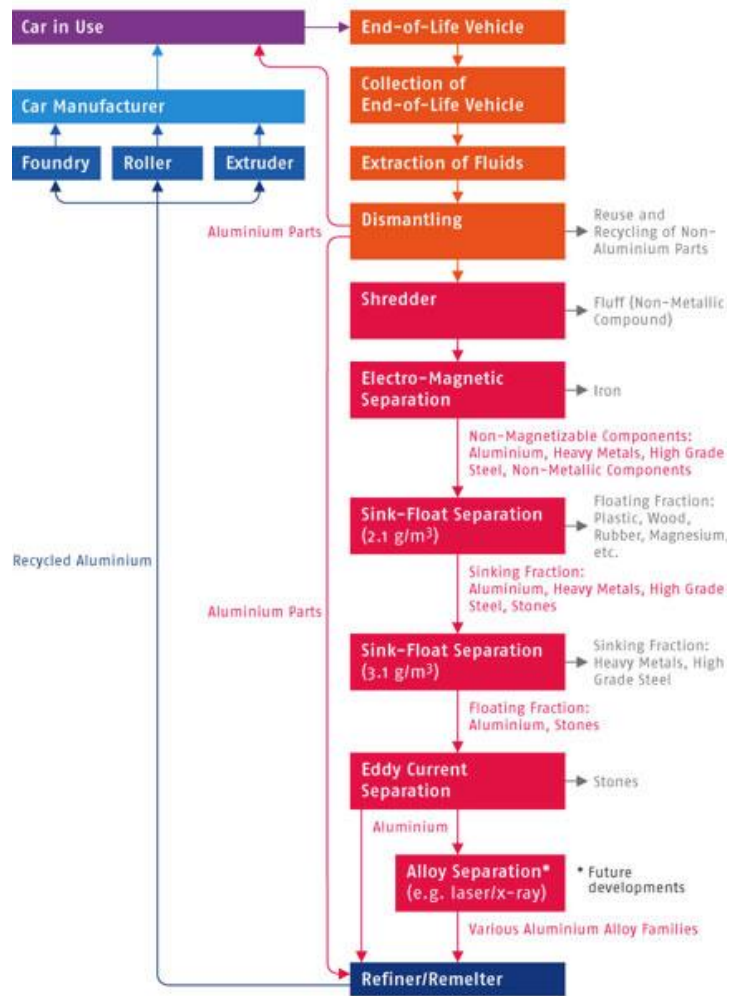 Car in Use
End-of-Life Vehicle
Collection of
End-of-Life Vehicle
Car Manufacturer
Foundry
Roller
Extruder
Extraction of Fluids
Dismantling
Aluminium Parts
Reuse and
Recycling of Non-
Aluminium Parts
Shredder
Fluff (Non-Metallic
Compound)
Electro-Magnetic
Separation
Iron
Non-Magnetizable Components:
Aluminium, Heavy Metals, High Grade
Steel, Non-Metallic Components
Sink-Float Separation
(2.1 g/m³)
Floating Fraction:
Plastic, Wood,
Rubber, Magnesium,
etc.
Recycled Aluminium
Sinking Fraction:
Aluminium, Heavy Metals, High Grade
Steel, Stones
Aluminium Parts
Sink-Float Separation
(3.1 g/m³)
Sinking Fraction:
Heavy Metals, High
Grade Steel
Floating Fraction:
Aluminium, Stones
Eddy Current
Separation
Stones
Aluminium
Alloy Separation*
(e.g. laser/x-ray)
* Future
developments
Various Aluminium Alloy Families
Refiner/Remelter